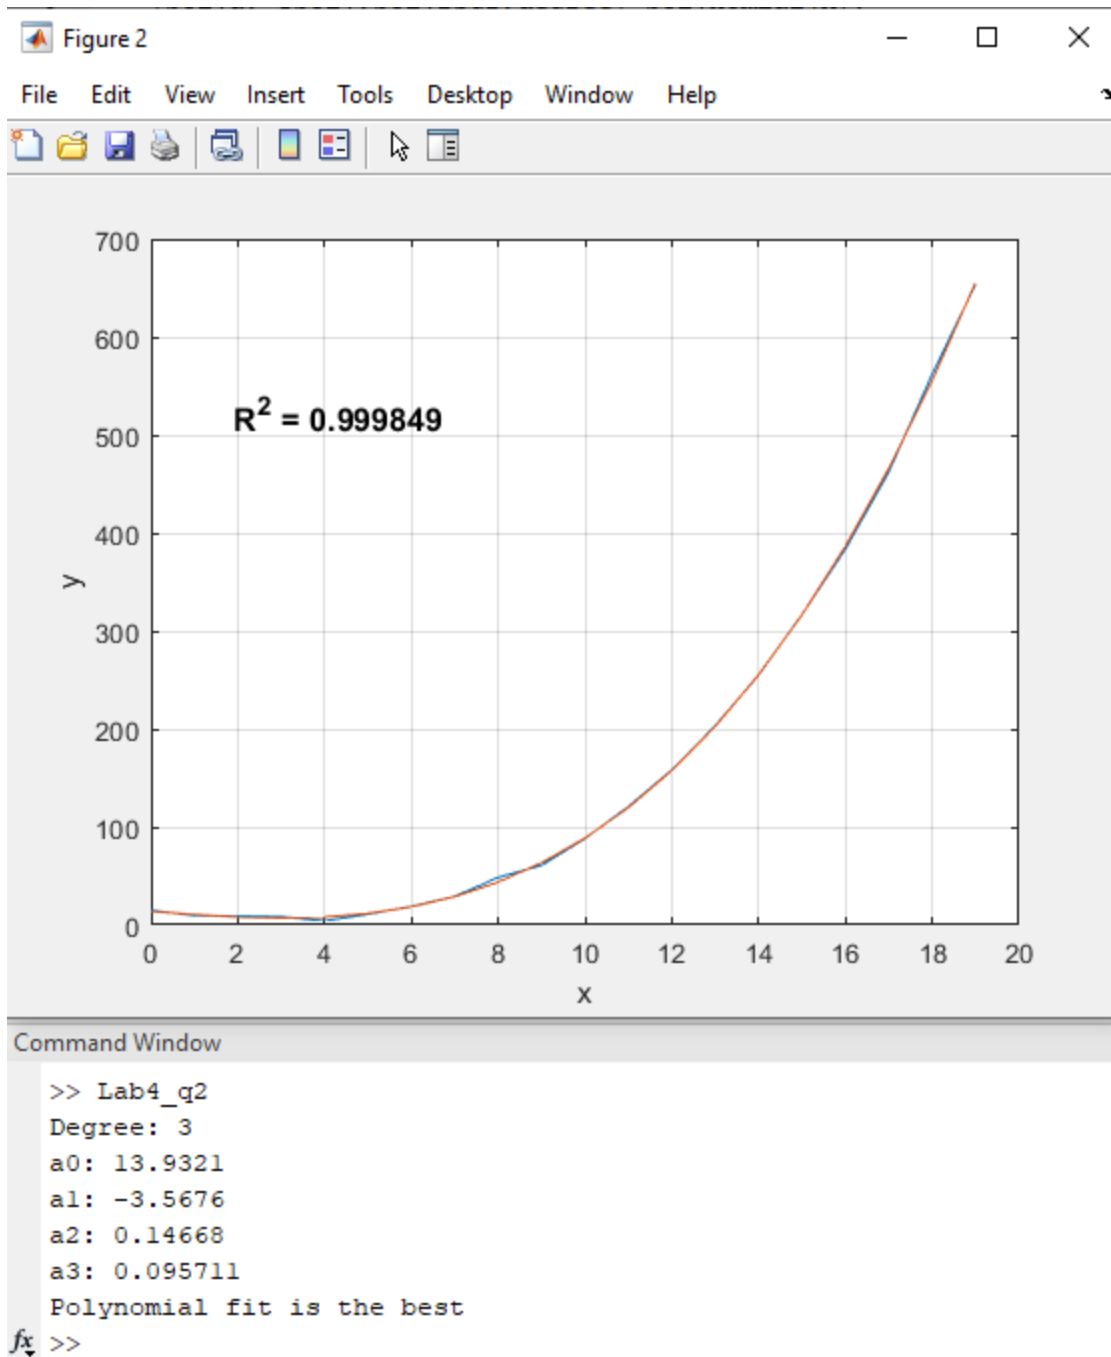 Figure 2
File Edit View Insert Tools Desktop Window Help
700
600
R² = 0.999849
500
400
y
300
200
100
0
0 2 4 6 8 10 12 14 16 18 20
x
Command Window
>> Lab4_q2
Degree: 3
a0: 13.9321
a1: -3.5676
a2: 0.14668
a3: 0.095711
Polynomial fit is the best
fx >>